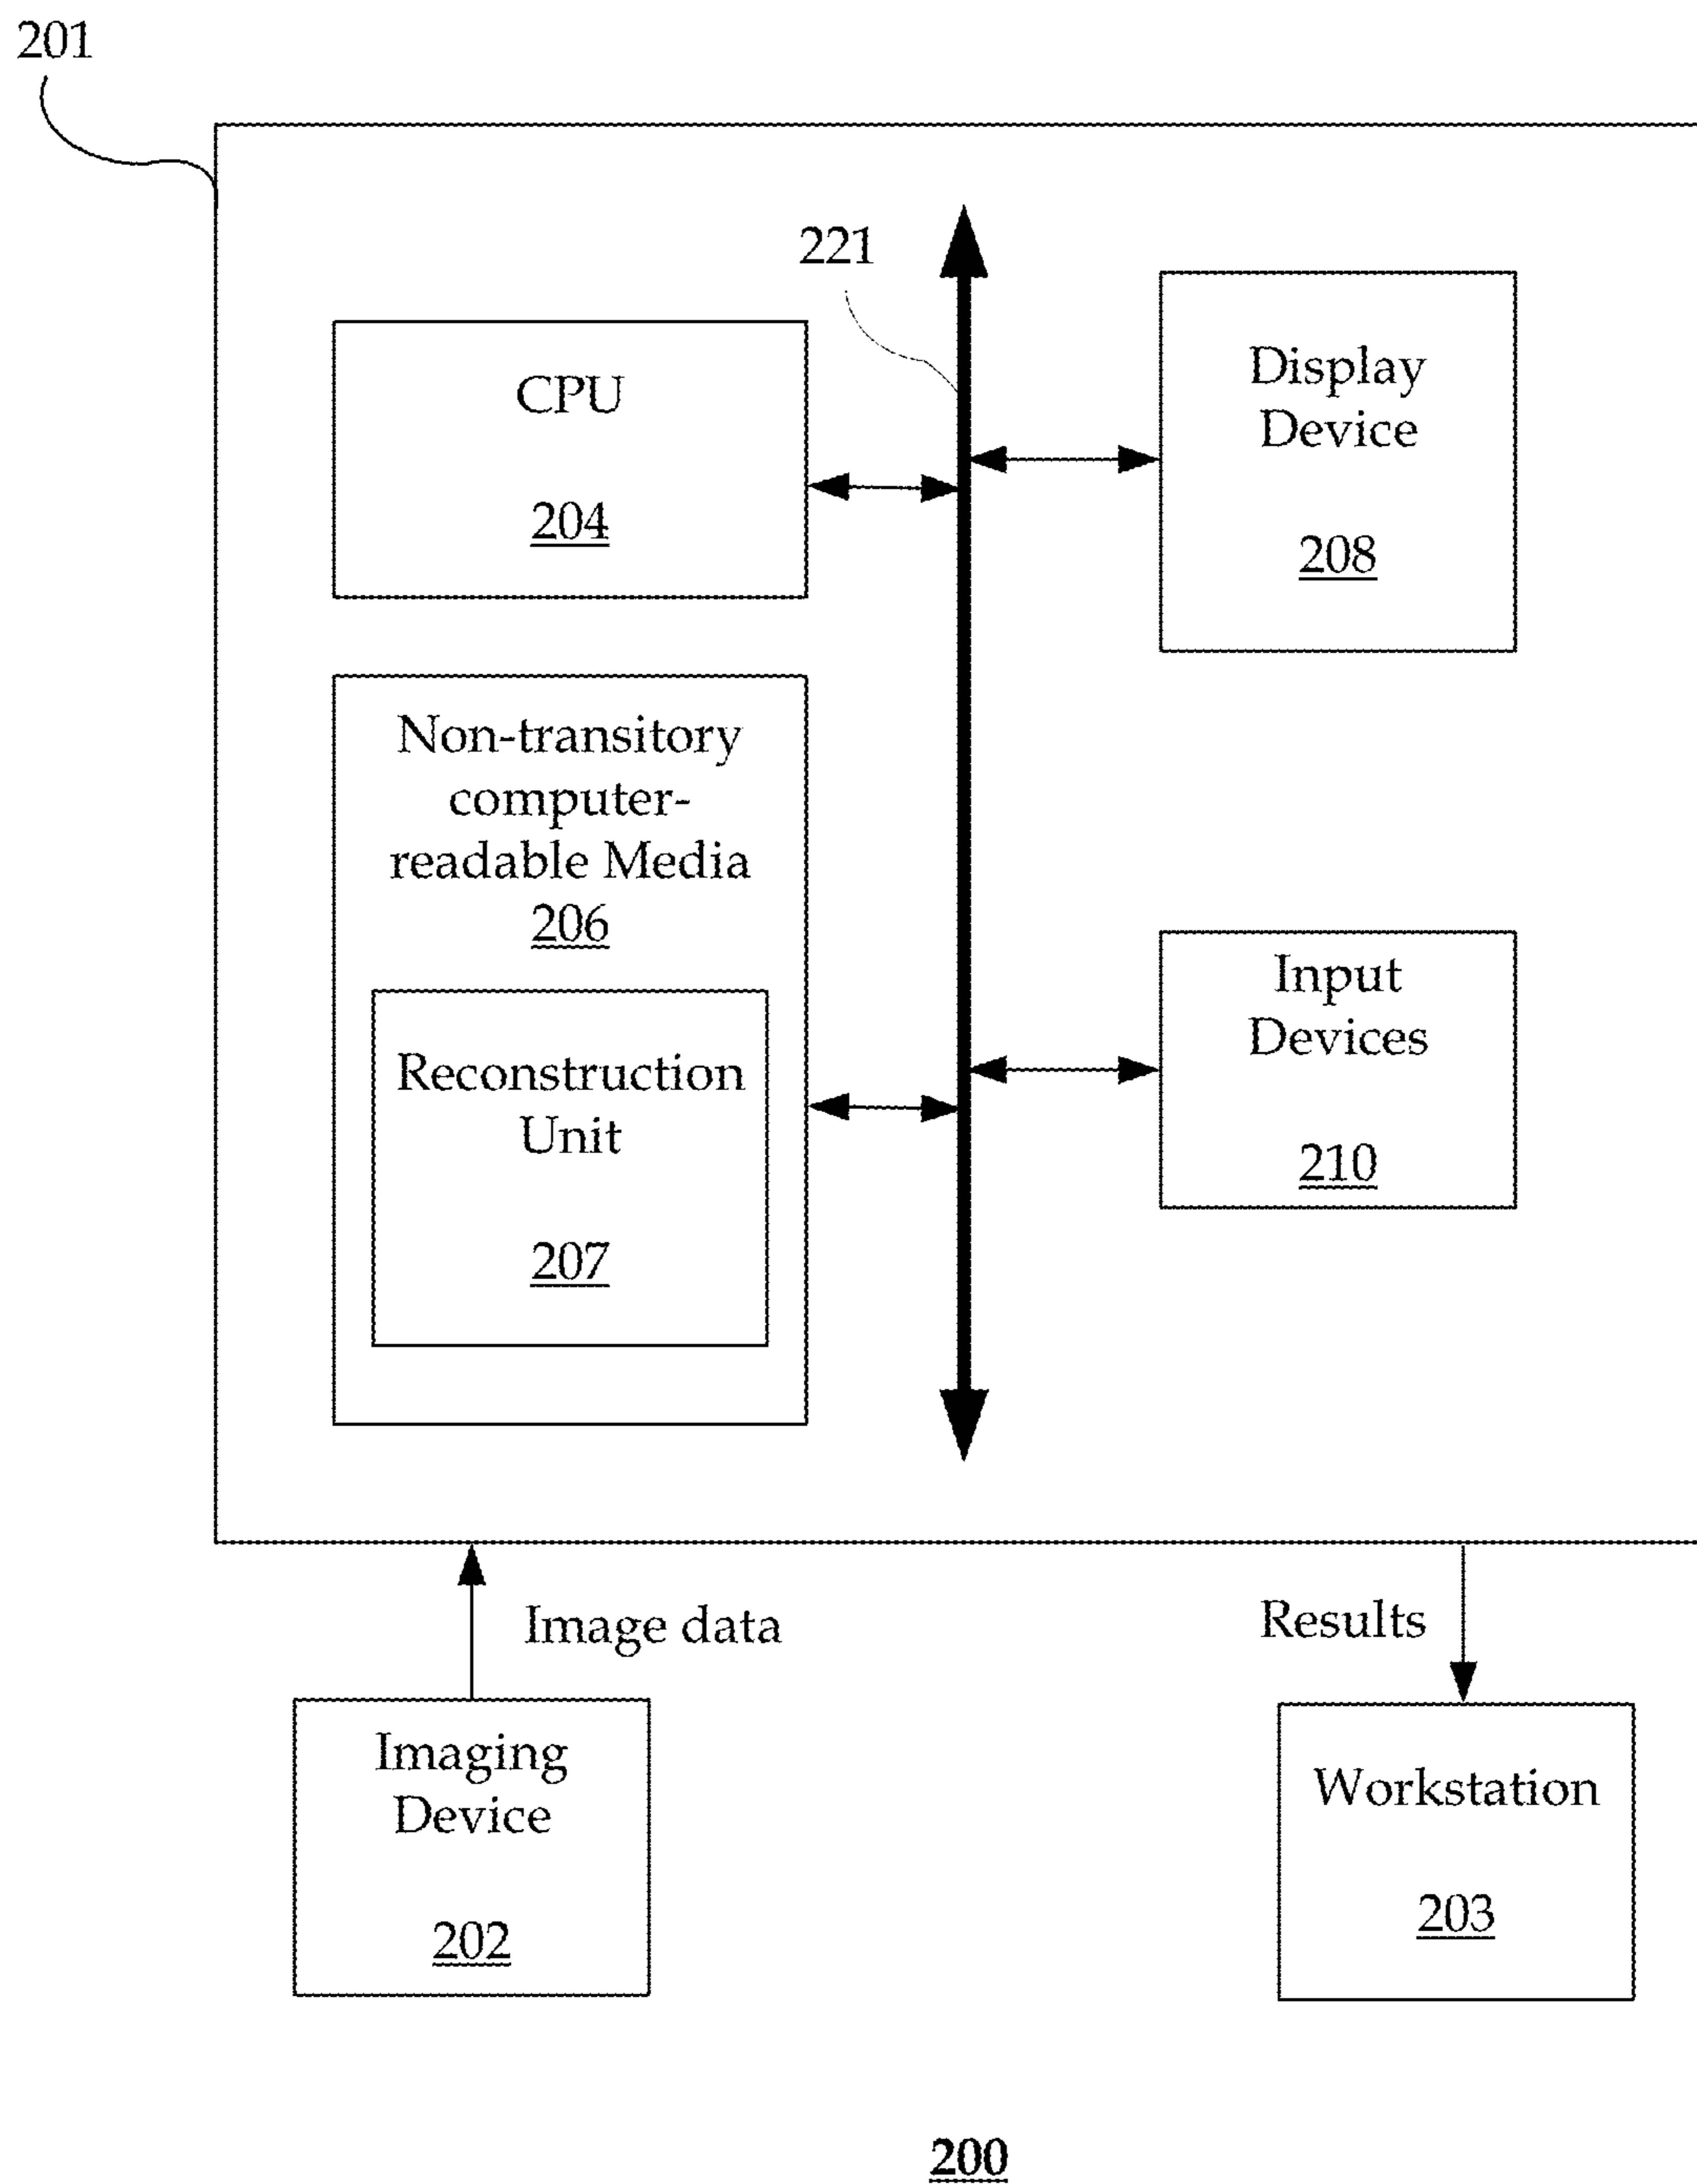 201
221
CPU
204
Display
Device
208
Non-transitory
computer-
readable Media
206
Reconstruction
Unit
207
Input
Devices
210
Image data
Results
Imaging
Device
202
Workstation
203
200